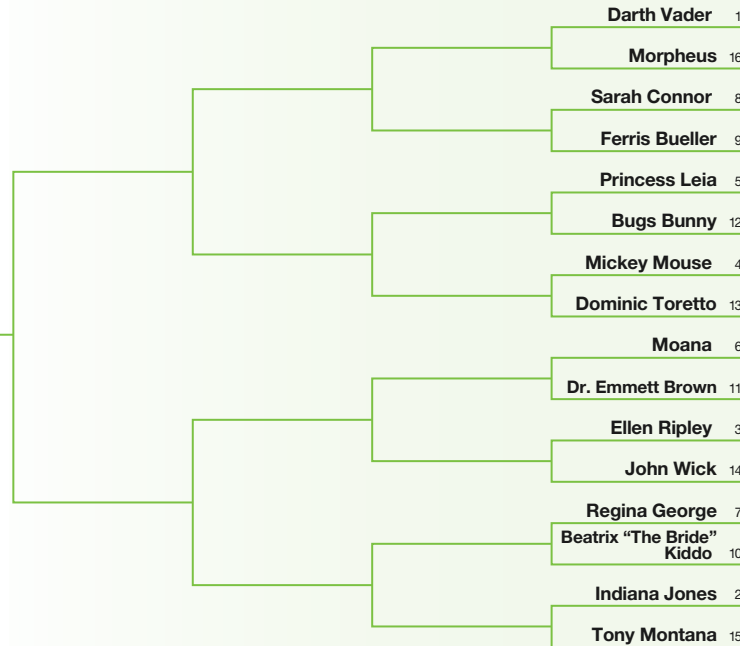 Darth Vader 1
Morpheus 16
Sarah Connor 8
Ferris Bueller 9
Princess Leia 5
Bugs Bunny 12
Mickey Mouse 4
Dominic Toretto 13
Moana 6
Dr. Emmett Brown 11
Ellen Ripley 3
John Wick 14
Regina George 7
Beatrix “The Bride”
Kiddo 10
Indiana Jones 2
Tony Montana 15